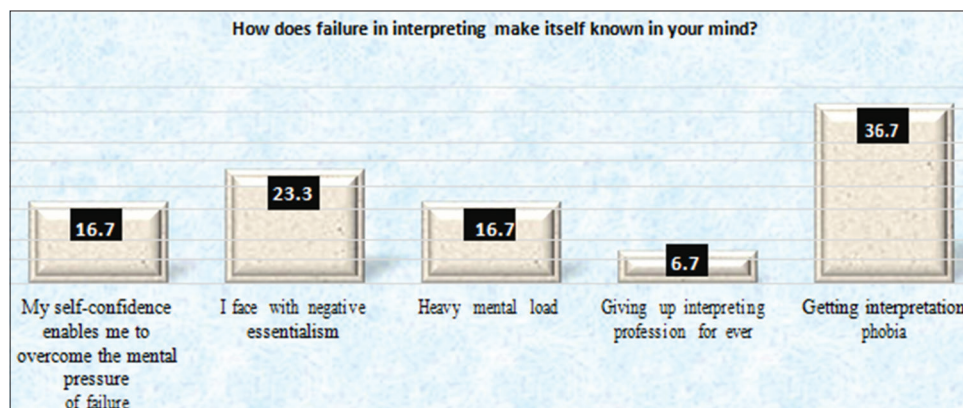 How does failure in interpreting make itself known in your mind?
16.7
23.3
16.7
6.7
36.7
My self-confidence
enables me to
overcome the mental
pressure
of failure
I face with negative
essentialism
Heavy mental load
Giving up interpreting
profession for ever
Getting interpretation
phobia